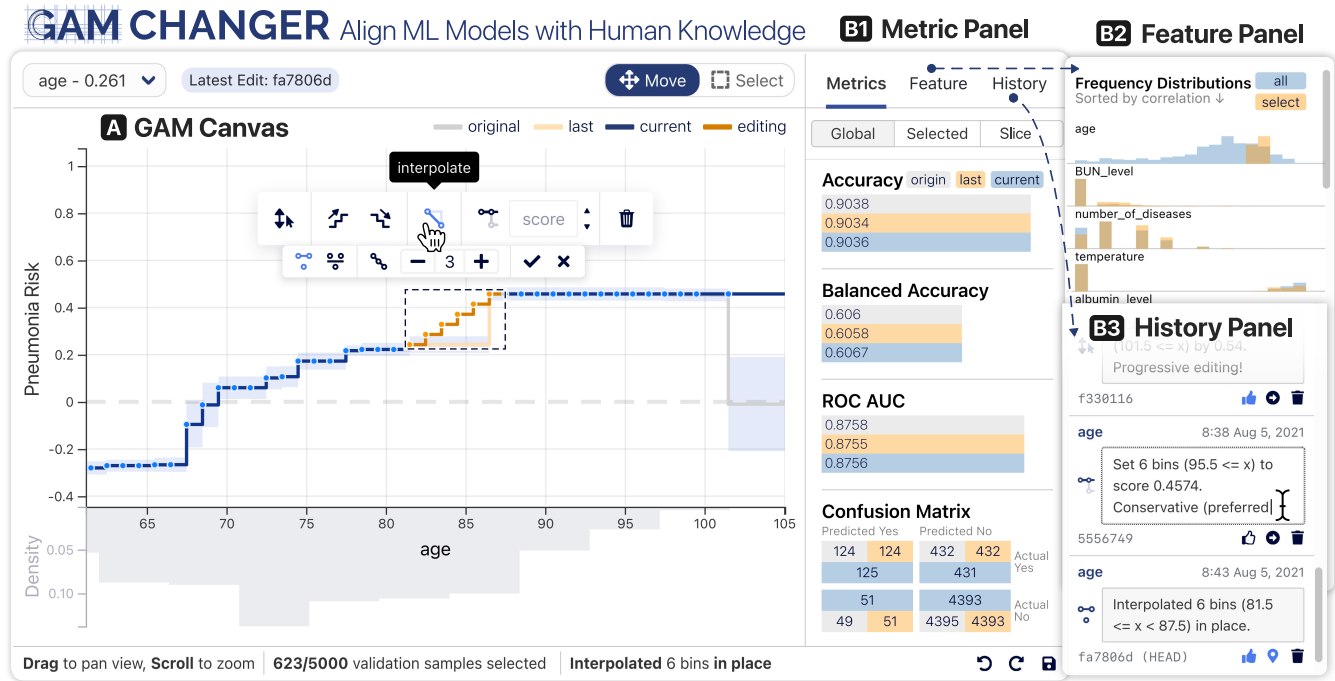 GAM CHANGER Align ML Models with Human Knowledge
B1 Metric Panel
B2 Feature Panel
age - 0.261
Latest Edit: fa7806d
Move
Select
A GAM Canvas
original last current editing
interpolate
score
3
Pneumonia Risk
1
0.8
0.6
0.4
0.2
0
-0.2
-0.4
65 70 75 80 85 90 95 100 105
age
Density
0.05
0.10
Drag to pan view, Scroll to zoom
623/5000 validation samples selected
Interpolated 6 bins in place
Metrics Feature History
Global Selected Slice
Accuracy origin last current
0.9038
0.9034
0.9036
Balanced Accuracy
0.606
0.6058
0.6067
ROC AUC
0.8758
0.8755
0.8756
Confusion Matrix
Predicted Yes Predicted No
124 124 432 432
125 431
Actual
Yes
51 4393
49 51 4395 4393
Actual
No
Frequency Distributions all
Sorted by correlation ↓ select
age
BUN_level
number_of_diseases
temperature
albumin_level
B3 History Panel
(101.5 <= x) by 0.54.
Progressive editing!
f330116
age 8:38 Aug 5, 2021
Set 6 bins (95.5 <= x) to
score 0.4574.
Conservative (preferred
5556749
age 8:43 Aug 5, 2021
Interpolated 6 bins (81.5
<= x < 87.5) in place.
fa7806d (HEAD)